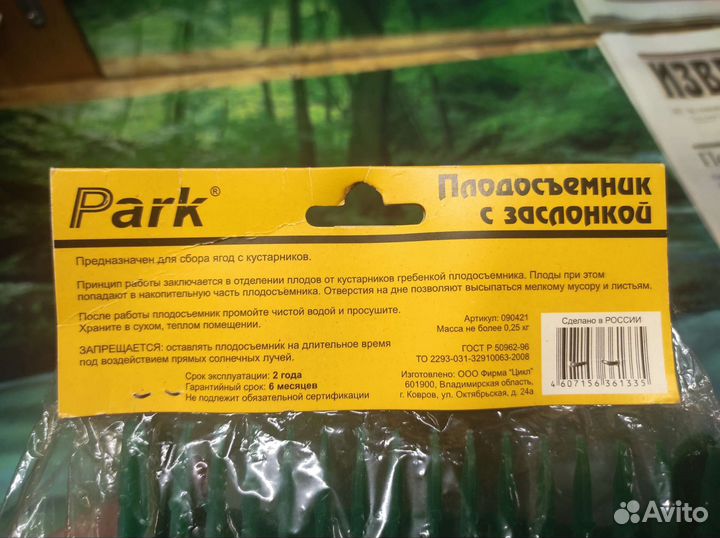 Park®
Плодосъемник
с заслонкой
Предназначен для сбора ягод с кустарников.
Принцип работы заключается в отделении плодов от кустарников гребенкой плодосъемника. Плоды при этом
попадают в накопительную часть плодосъемника. Отверстия на дне позволяют высыпаться мелкому мусору и листьям.
После работы плодосъемник промойте чистой водой и просушите.
Храните в сухом, теплом помещении.
ЗАПРЕЩАЕТСЯ: оставлять плодосъемник на длительное время
под воздействием прямых солнечных лучей.
Срок эксплуатации: 2 года
Гарантийный срок: 6 месяцев
Не подлежит обязательной сертификации
Артикул: 090421
Масса не более 0,25 кг
ГОСТ Р 50962-96
ТО 2293-031-32910063-2008
Изготовлено: ООО Фирма "Цикл"
601900, Владимирская область,
г. Ковров, ул. Октябрьская, д. 24а
Сделано в РОССИИ
4607156361335
ИЗВЕ
Avito